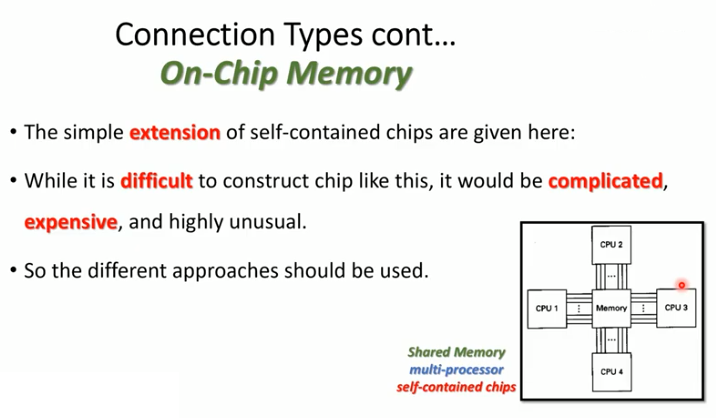 Connection Types cont...
On-Chip Memory
• The simple extension of self-contained chips are given here:
• While it is difficult to construct chip like this, it would be complicated,
expensive, and highly unusual.
• So the different approaches should be used.
CPU 2
...
CPU 1
⋮
Memory
⋮
CPU 3
...
CPU 4
Shared Memory
multi-processor
self-contained chips